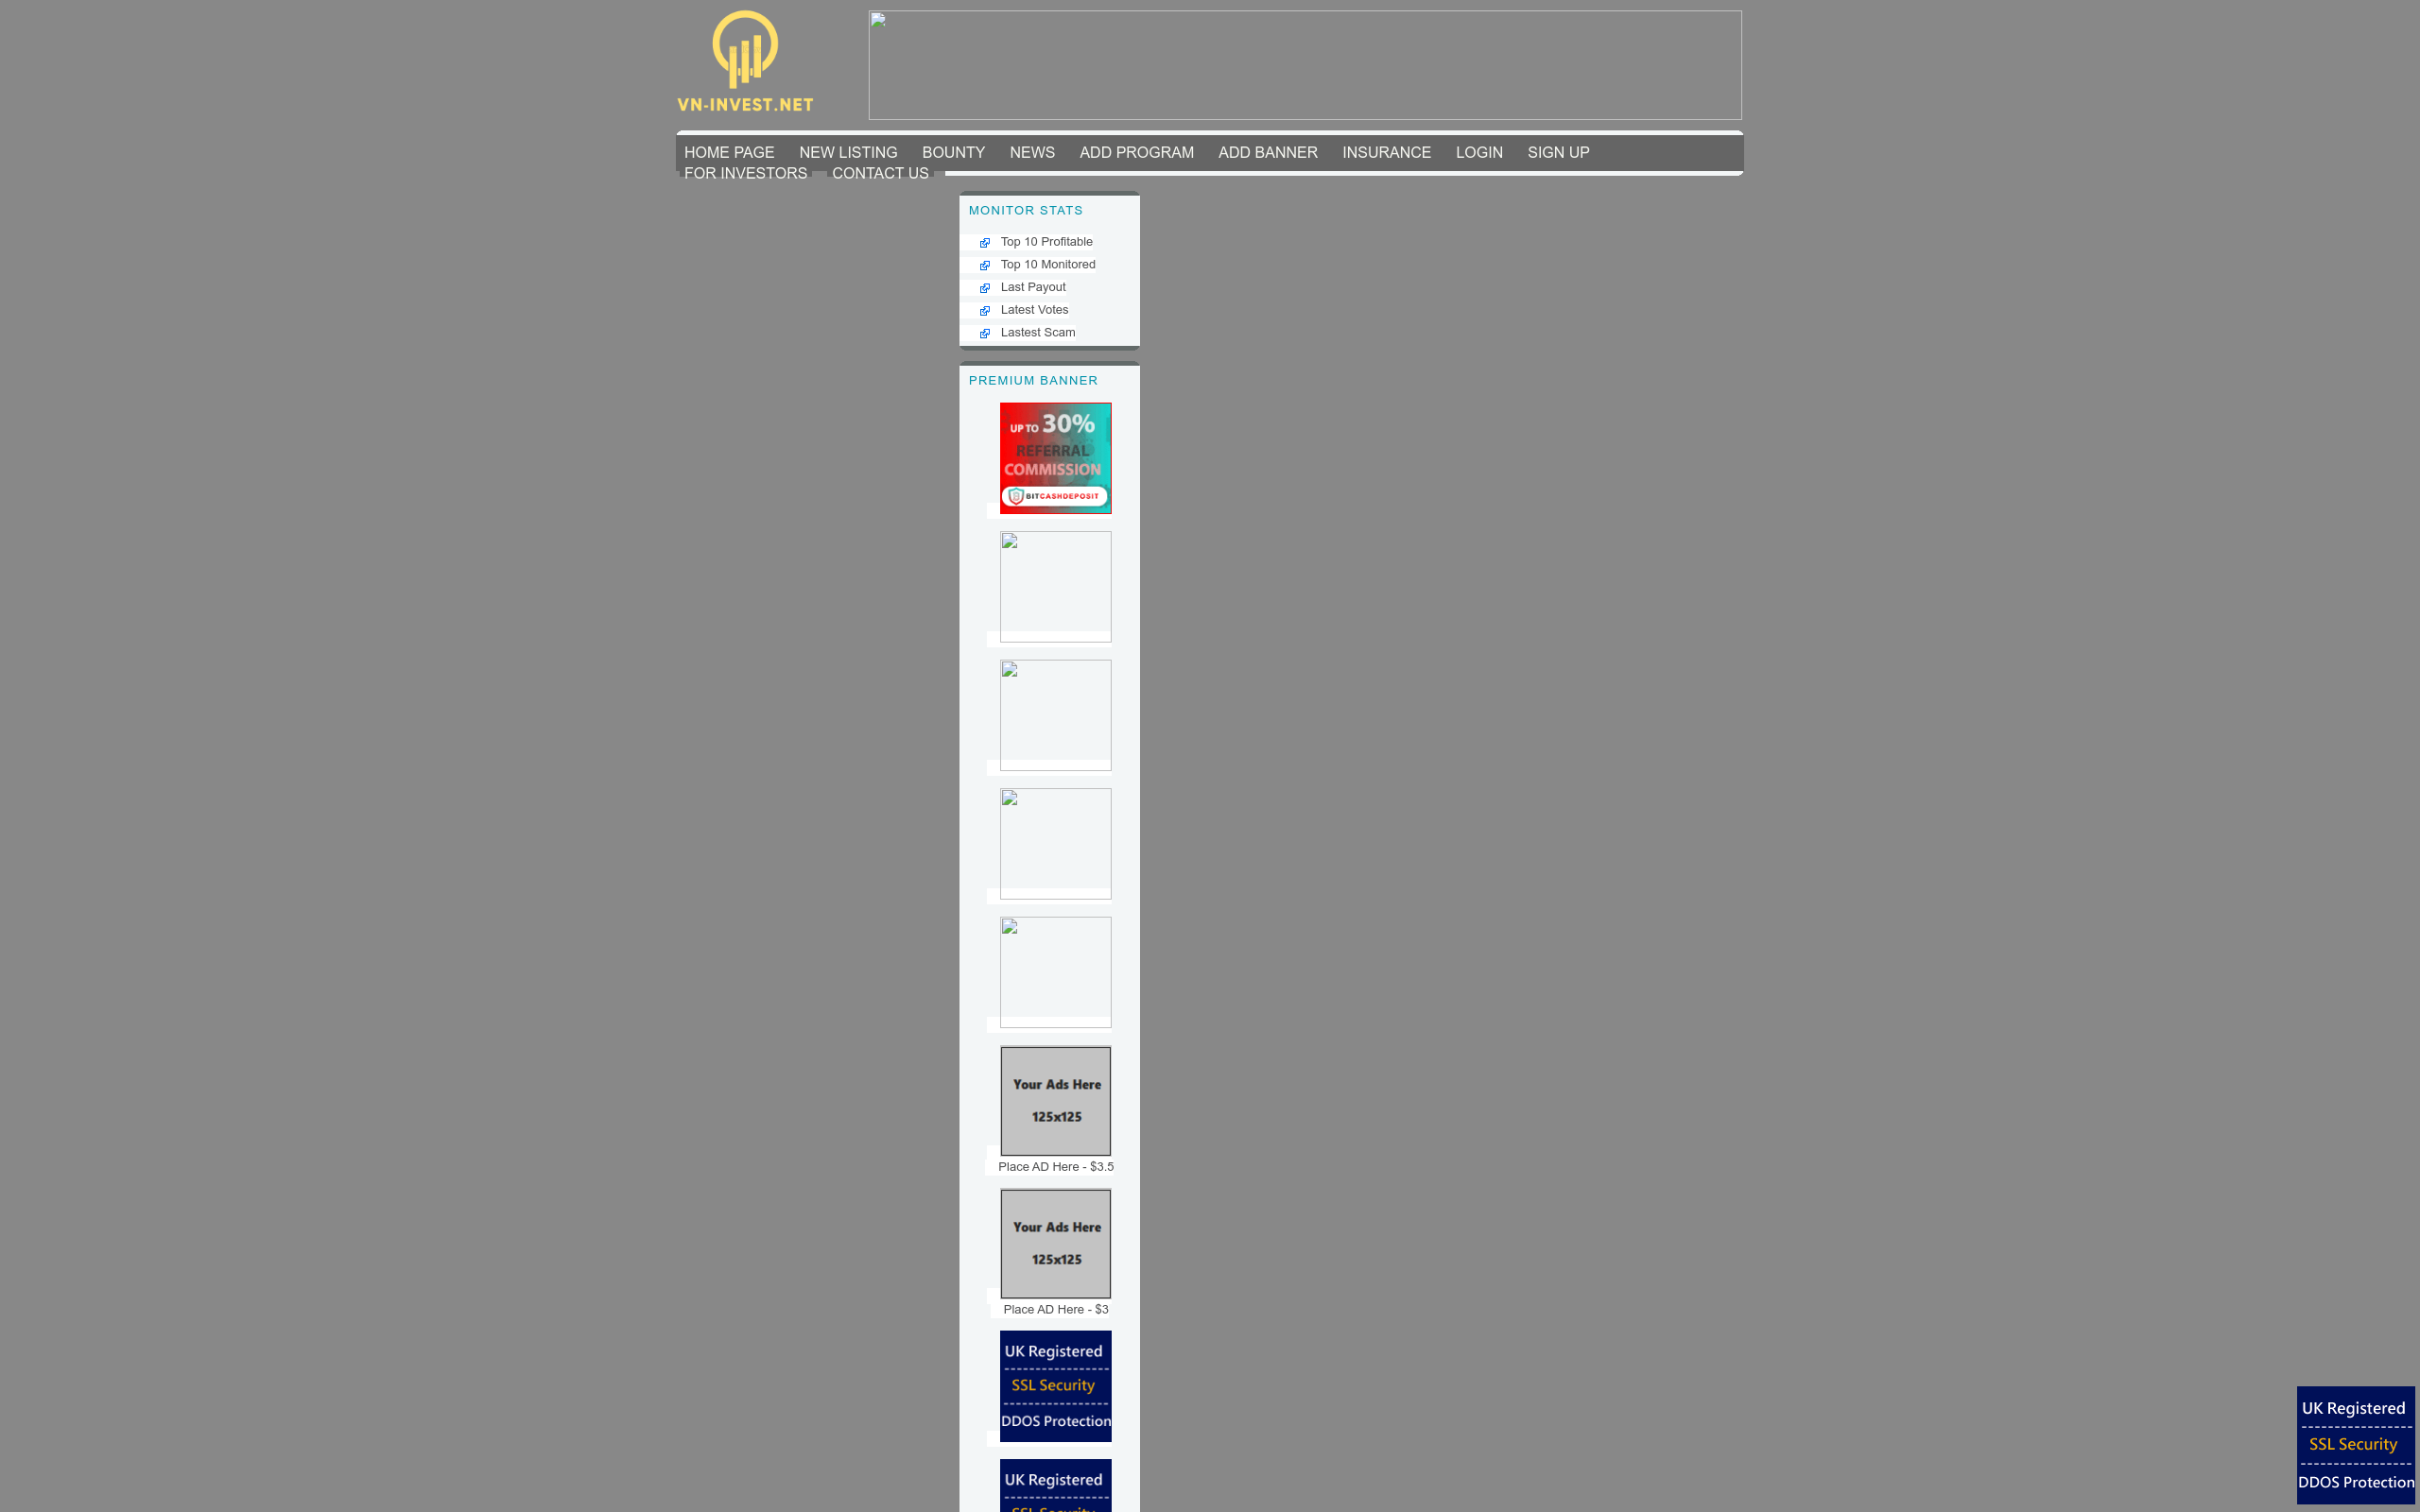 VN-INVEST.NET
HOME PAGE NEW LISTING BOUNTY NEWS ADD PROGRAM ADD BANNER INSURANCE LOGIN SIGN UP
FOR INVESTORS CONTACT US
MONITOR STATS
Top 10 Profitable
Top 10 Monitored
Last Payout
Latest Votes
Lastest Scam
PREMIUM BANNER
UP TO 30%
REFERRAL
COMMISSION
BITCASHDEPOSIT
Your Ads Here
125x125
Place AD Here - $3.5
Your Ads Here
125x125
Place AD Here - $3
UK Registered
SSL Security
DDOS Protection
UK Registered
SSL Security
UK Registered
SSL Security
DDOS Protection